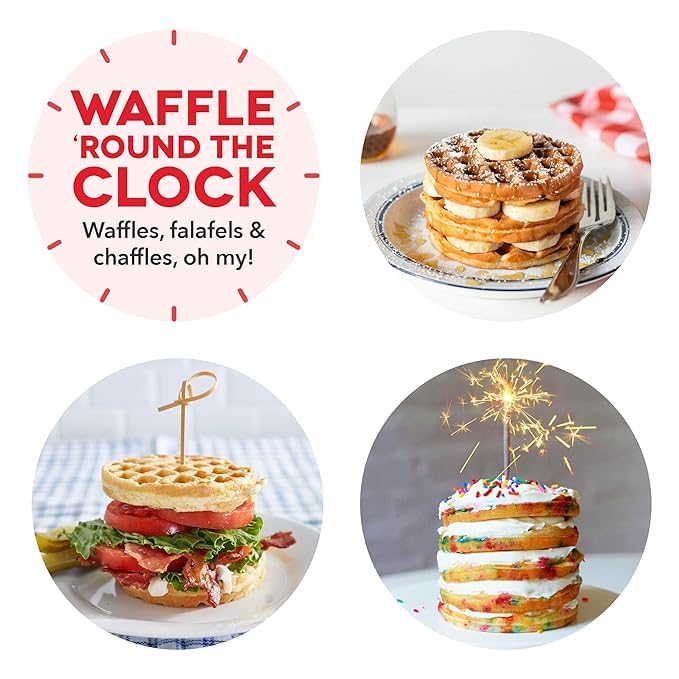 WAFFLE
‘ROUND THE
CLOCK
Waffles, falafels &
chaffles, oh my!